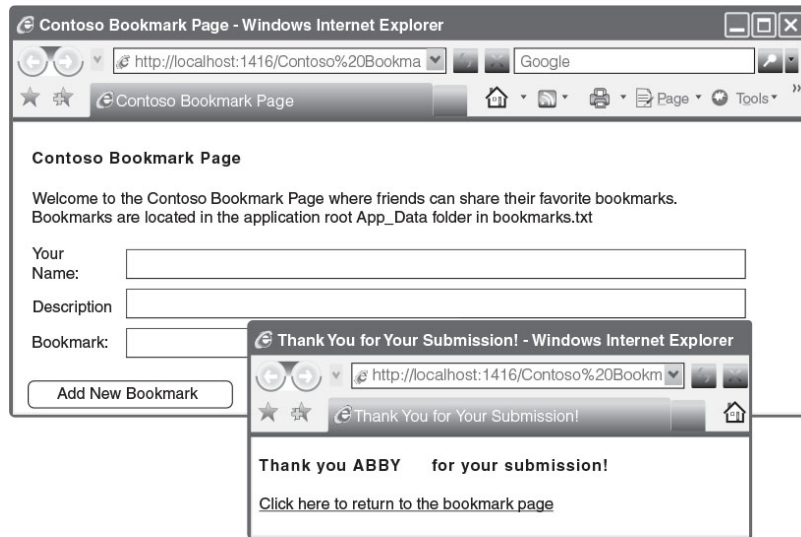 Contoso Bookmark Page - Windows Internet Explorer
http://localhost:1416/Contoso%20Bookma
Google
Contoso Bookmark Page
Page
Tools
Contoso Bookmark Page
Welcome to the Contoso Bookmark Page where friends can share their favorite bookmarks.
Bookmarks are located in the application root App_Data folder in bookmarks.txt
Your
Name:
Description
Bookmark:
Add New Bookmark
Thank You for Your Submission! - Windows Internet Explorer
http://localhost:1416/Contoso%20Bookm
Thank You for Your Submission!
Thank you ABBY for your submission!
Click here to return to the bookmark page